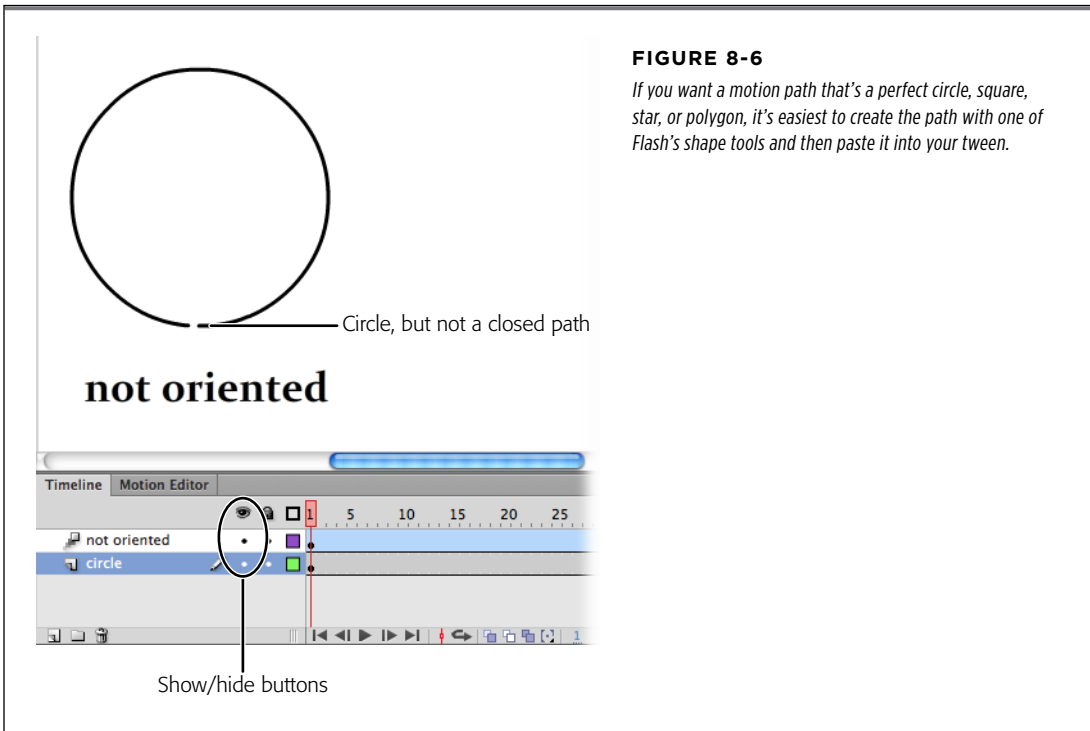 FIGURE 8-6
If you want a motion path that's a perfect circle, square,
star, or polygon, it's easiest to create the path with one of
Flash's shape tools and then paste it into your tween.
Circle, but not a closed path
not oriented
Timeline Motion Editor
1 5 10 15 20 25
not oriented
circle
1
Show/hide buttons